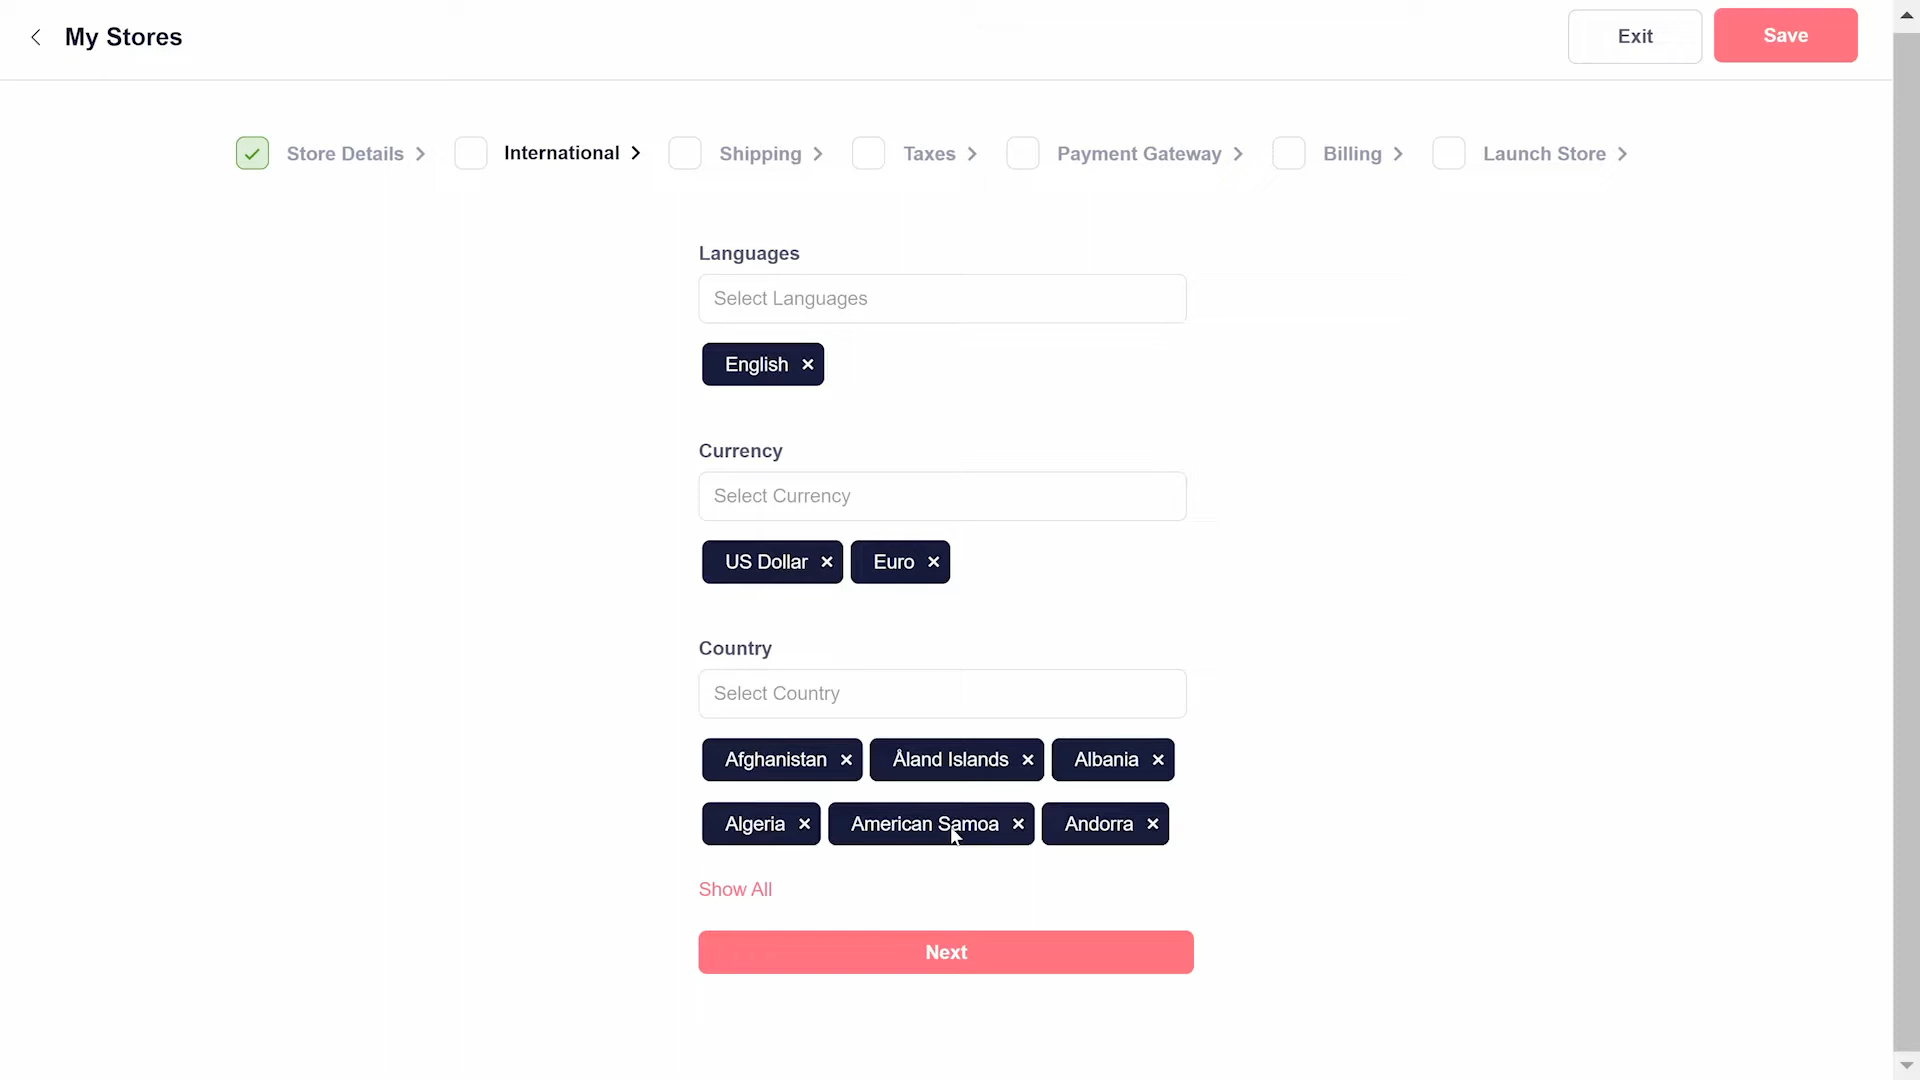 My Stores
Exit
Save
Store Details
International
Shipping
Taxes
Payment Gateway
Billing
Launch Store
Languages
Select Languages
English
Currency
Select Currency
US Dollar
Euro
Country
Select Country
Afghanistan
Åland Islands
Albania
Algeria
American Samoa
Andorra
Show All
Next